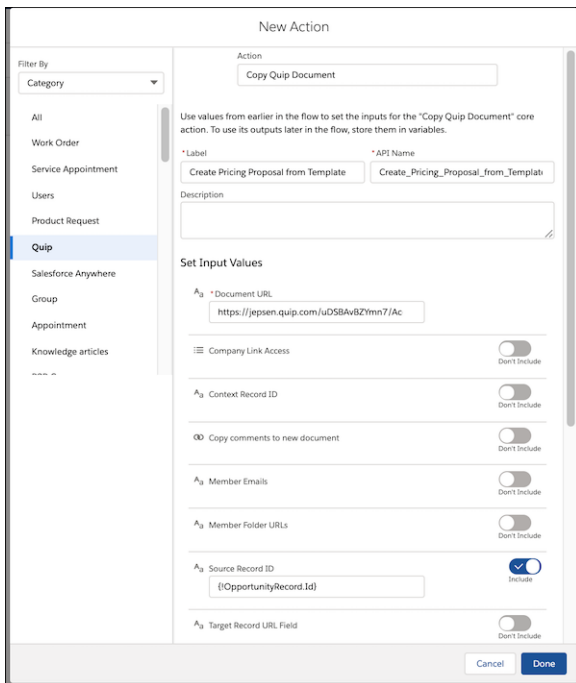 New Action
Filter By
Category
All
Work Order
Service Appointment
Users
Product Request
Quip
Salesforce Anywhere
Group
Appointment
Knowledge articles
Action
Copy Quip Document
Use values from earlier in the flow to set the inputs for the "Copy Quip Document" core
action. To use its outputs later in the flow, store them in variables.
*Label
*API Name
Create Pricing Proposal from Template
Create_Pricing_Proposal_from_Templat
Description
Set Input Values
Aa *Document URL
https://jepsen.quip.com/uDSBAvBZYmn7/Ac
Company Link Access
Don't Include
Aa Context Record ID
Don't Include
Copy comments to new document
Don't Include
Aa Member Emails
Don't Include
Aa Member Folder URLs
Don't Include
Aa Source Record ID
Include
{!OpportunityRecord.Id}
Aa Target Record URL Field
Don't Include
Cancel
Done